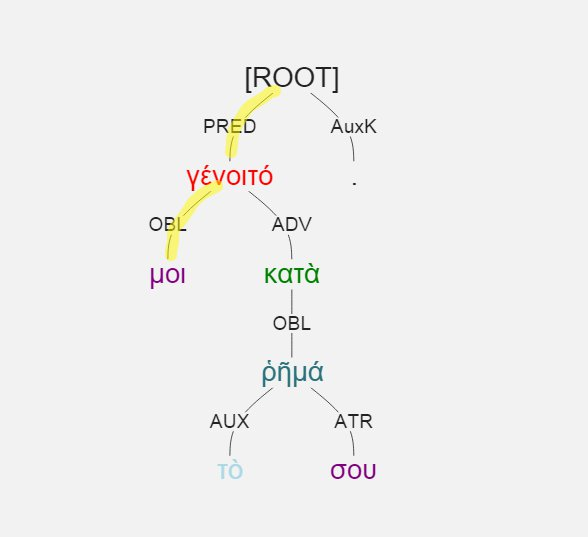 [ROOT]
PRED AuxK
γένοιτό .
OBL ADV
μοι κατὰ
OBL
ῥῆμά
AUX ATR
τὸ σου